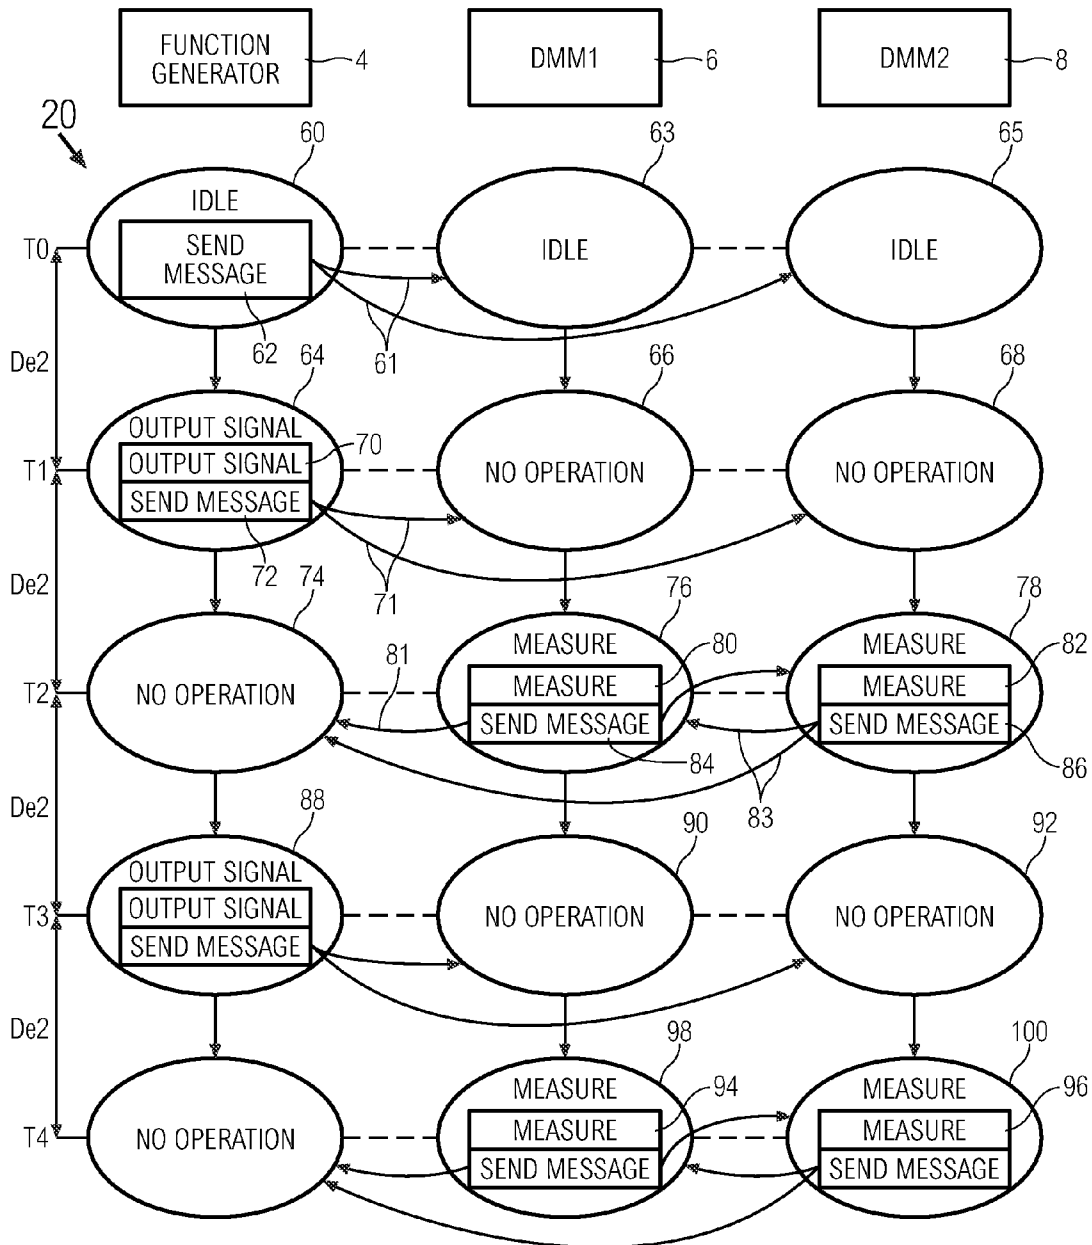 FUNCTION
GENERATOR
4
DMM1
6
DMM2
8
20
60
63
65
IDLE
SEND
MESSAGE
IDLE
IDLE
T0
62
61
De2
64
66
68
OUTPUT SIGNAL
70
OUTPUT SIGNAL
SEND MESSAGE
NO OPERATION
NO OPERATION
T1
72
71
De2
74
76
78
MEASURE
80
MEASURE
82
81
MEASURE
MEASURE
T2
NO OPERATION
SEND MESSAGE
SEND MESSAGE
84
83
86
De2
88
90
92
OUTPUT SIGNAL
OUTPUT SIGNAL
SEND MESSAGE
T3
NO OPERATION
NO OPERATION
De2
98
100
MEASURE
94
MEASURE
96
MEASURE
MEASURE
T4
NO OPERATION
SEND MESSAGE
SEND MESSAGE